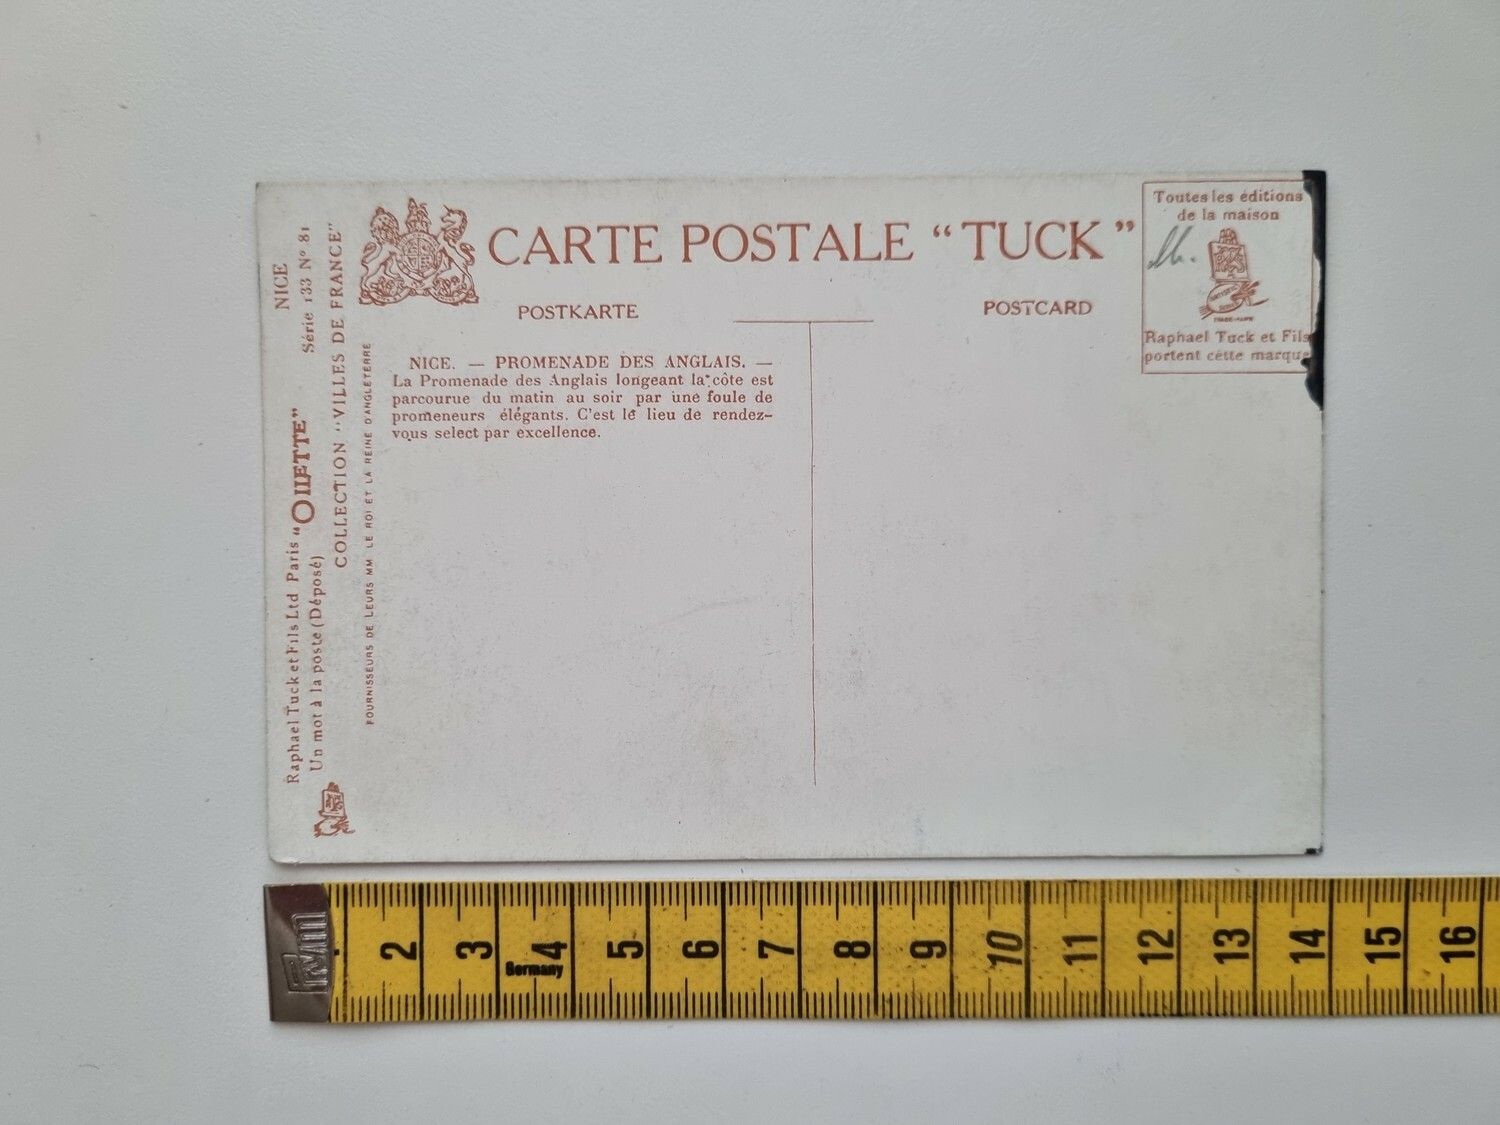 CARTE POSTALE “TUCK”
POSTKARTE
POSTCARD
Toutes les éditions
de la maison
TRADE-MARK
Raphael Tuck et Fils
portent cette marque
NICE. — PROMENADE DES ANGLAIS. —
La Promenade des Anglais longeant la côte est
parcourue du matin au soir par une foule de
promeneurs élégants. C'est le lieu de rendez-
vous select par excellence.
NICE
Raphael Tuck et Fils Ltd Paris “OILETTE” Série 133 Nº 81
Un mot à la poste (Déposé)
COLLECTION “VILLES DE FRANCE”
FOURNISSEURS DE LEURS MM LE ROI ET LA REINE D'ANGLETERRE
2 3 4 5 6 7 8 9 10 11 12 13 14 15 16
Germany